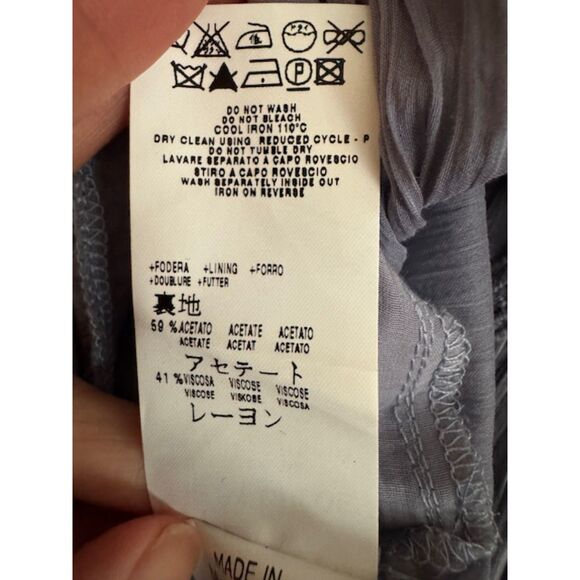 DO NOT WASH
DO NOT BLEACH
COOL IRON 110°C
DRY CLEAN USING REDUCED CYCLE - P
DO NOT TUMBLE DRY
LAVARE SEPARATO A CAPO ROVESCIO
STIRO A CAPO ROVESCIO
WASH SEPARATELY INSIDE OUT
IRON ON REVERSE
+FODERA +LINING +FORRO
+DOUBLURE +FUTTER
裏地
59 % ACETATO ACETATE ACETATO
ACETATE ACETAT ACETATO
アセテート
41 % VISCOSA VISCOSE VISCOSE
VISCOSE VISKOSE VISCOSA
レーヨン
MADE IN